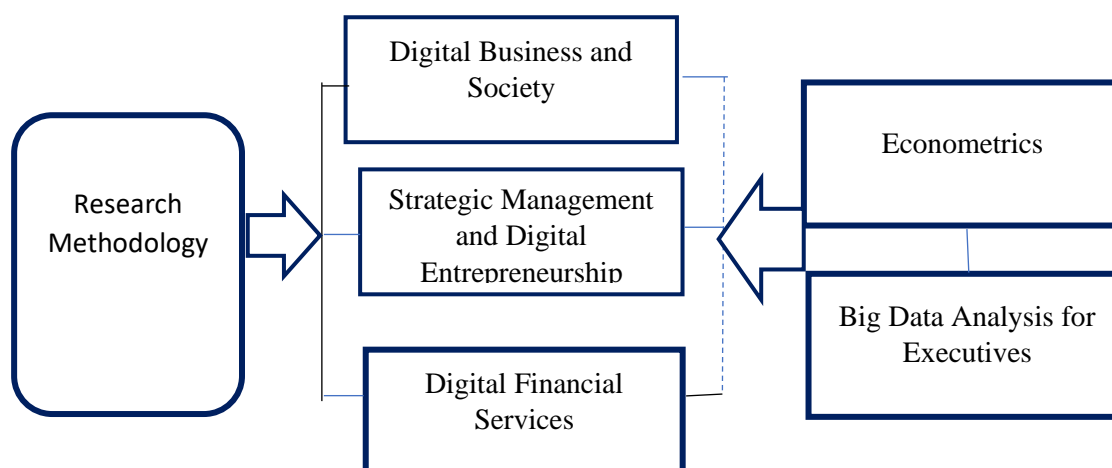 Research
Methodology
Digital Business and
Society
Strategic Management
and Digital
Entrepreneurship
Digital Financial
Services
Econometrics
Big Data Analysis for
Executives